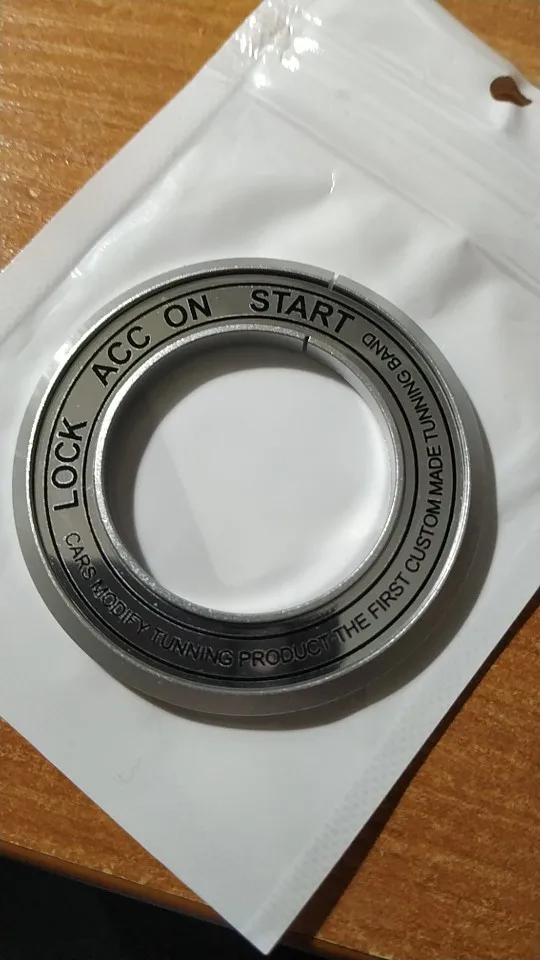 LOCK ACC ON START
CARS MODIFY TUNNING PRODUCT THE FIRST CUSTOM MADE TUNNING BAND